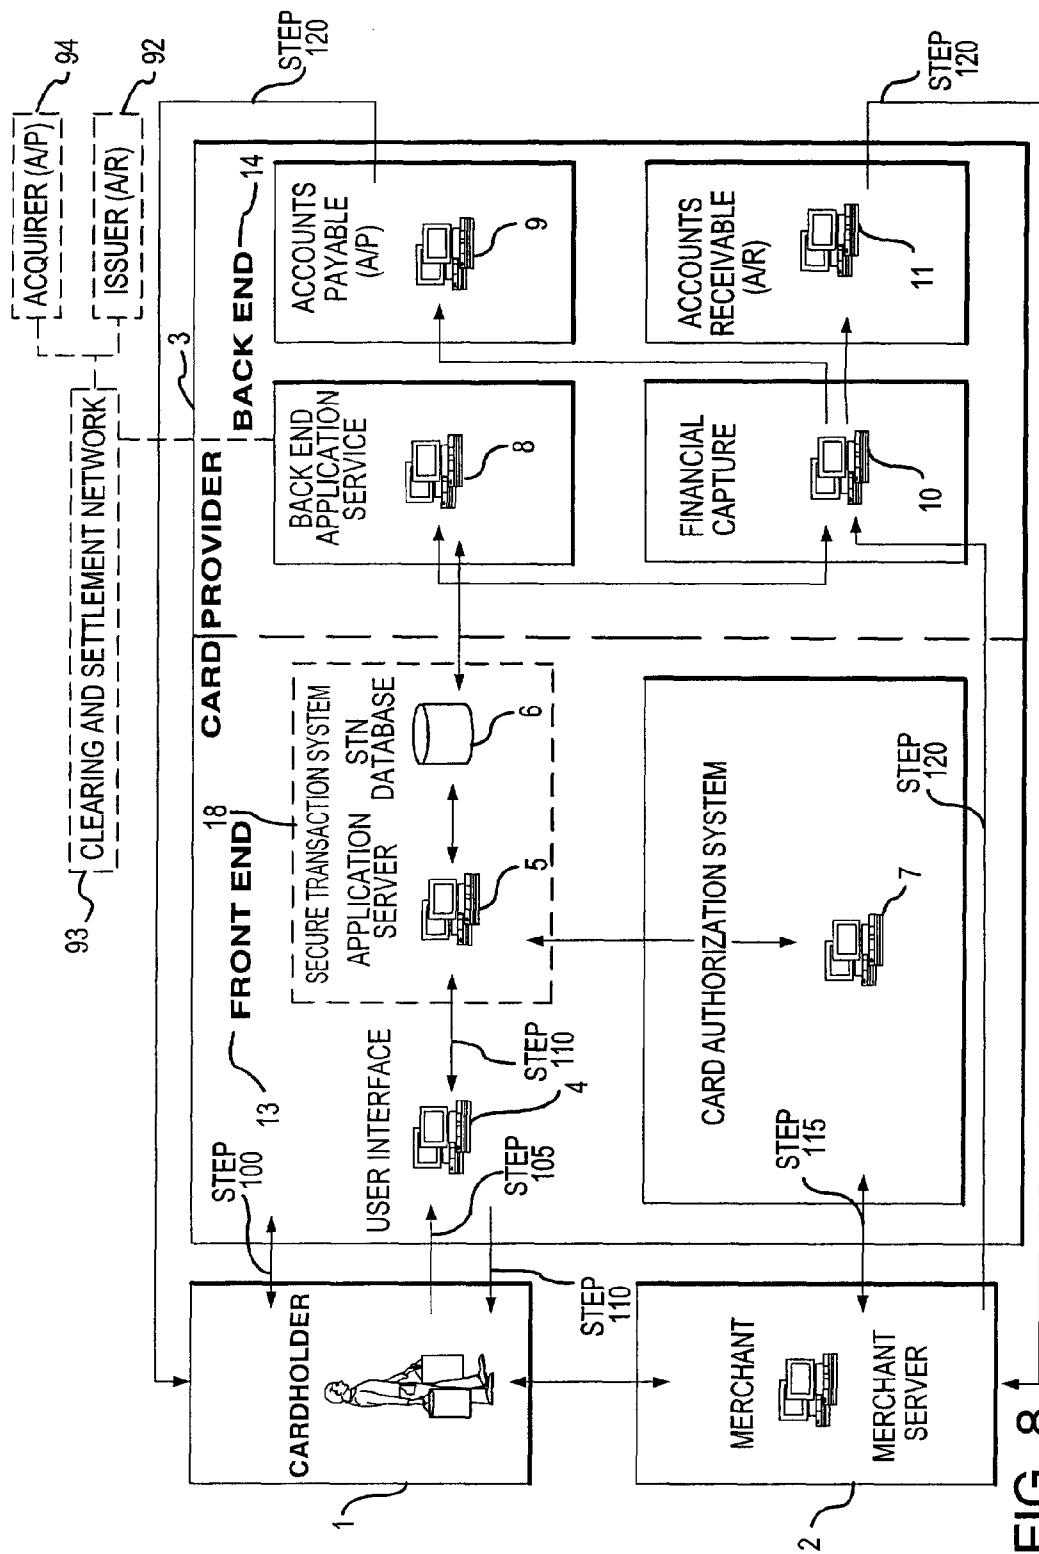 93
CLEARING AND SETTLEMENT NETWORK
ACQUIRER (A/P)
94
ISSUER (A/R)
92
3
CARD PROVIDER
13
FRONT END
BACK END
14
STEP
120
STEP
100
CARDHOLDER
1
USER INTERFACE
4
STEP
105
STEP
110
STEP
110
18
SECURE TRANSACTION SYSTEM
APPLICATION
SERVER
5
STN
DATABASE
6
BACK END
APPLICATION
SERVICE
8
ACCOUNTS
PAYABLE
(A/P)
9
MERCHANT
MERCHANT
SERVER
2
STEP
115
CARD AUTHORIZATION SYSTEM
7
STEP
120
FINANCIAL
CAPTURE
10
ACCOUNTS
RECEIVABLE
(A/R)
11
STEP
120
FIG. 8